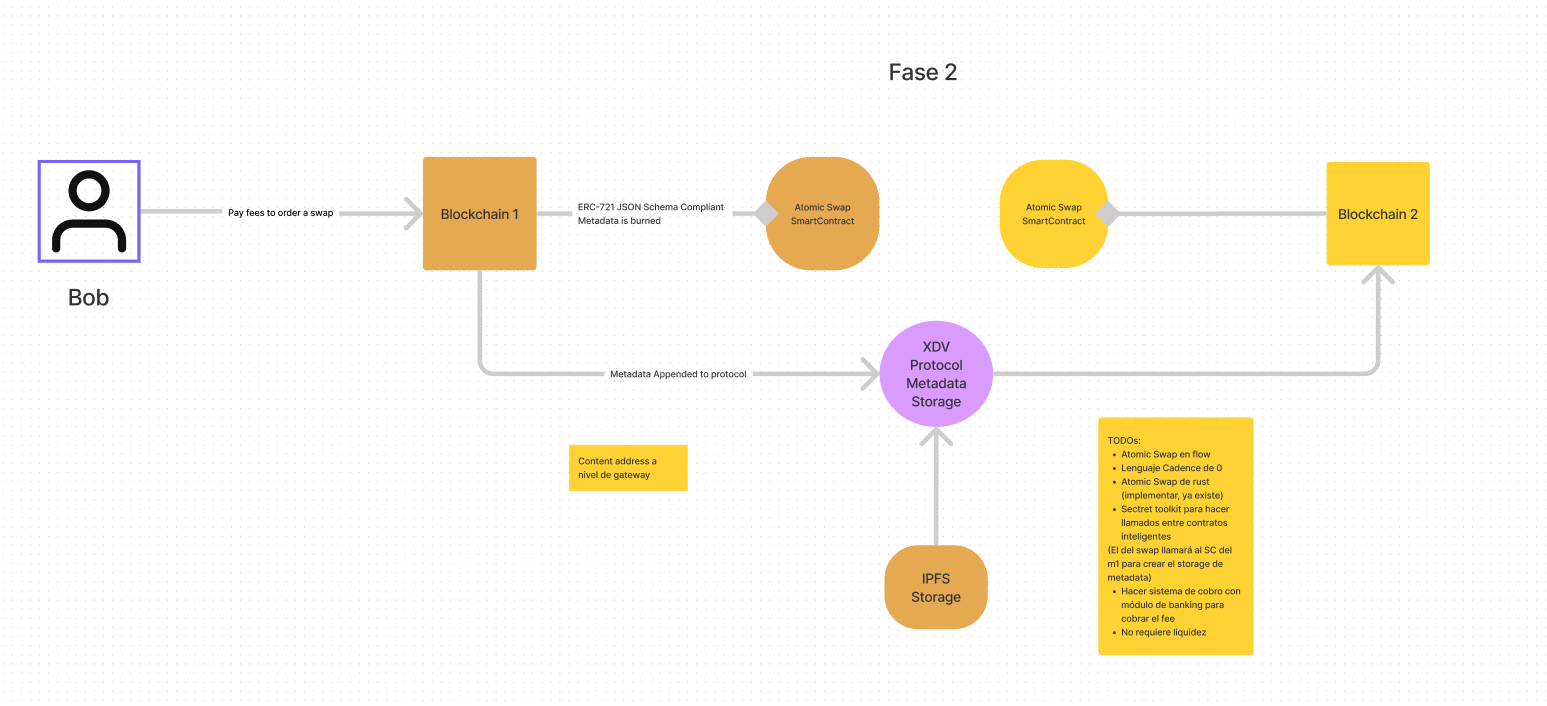 Fase 2
Bob
Pay fees to order a swap
Blockchain 1
ERC-721 JSON Schema Compliant
Metadata is burned
Atomic Swap
SmartContract
Atomic Swap
SmartContract
Blockchain 2
Metadata Appended to protocol
XDV
Protocol
Metadata
Storage
Content address a
nivel de gateway
IPFS
Storage
TODOs:
• Atomic Swap en flow
• Lenguaje Cadence de 0
• Atomic Swap de rust
(implementar, ya existe)
• Sectret toolkit para hacer
llamados entre contratos
inteligentes
(El del swap llamará al SC del
m1 para crear el storage de
metadata)
• Hacer sistema de cobro con
módulo de banking para
cobrar el fee
• No requiere liquidez